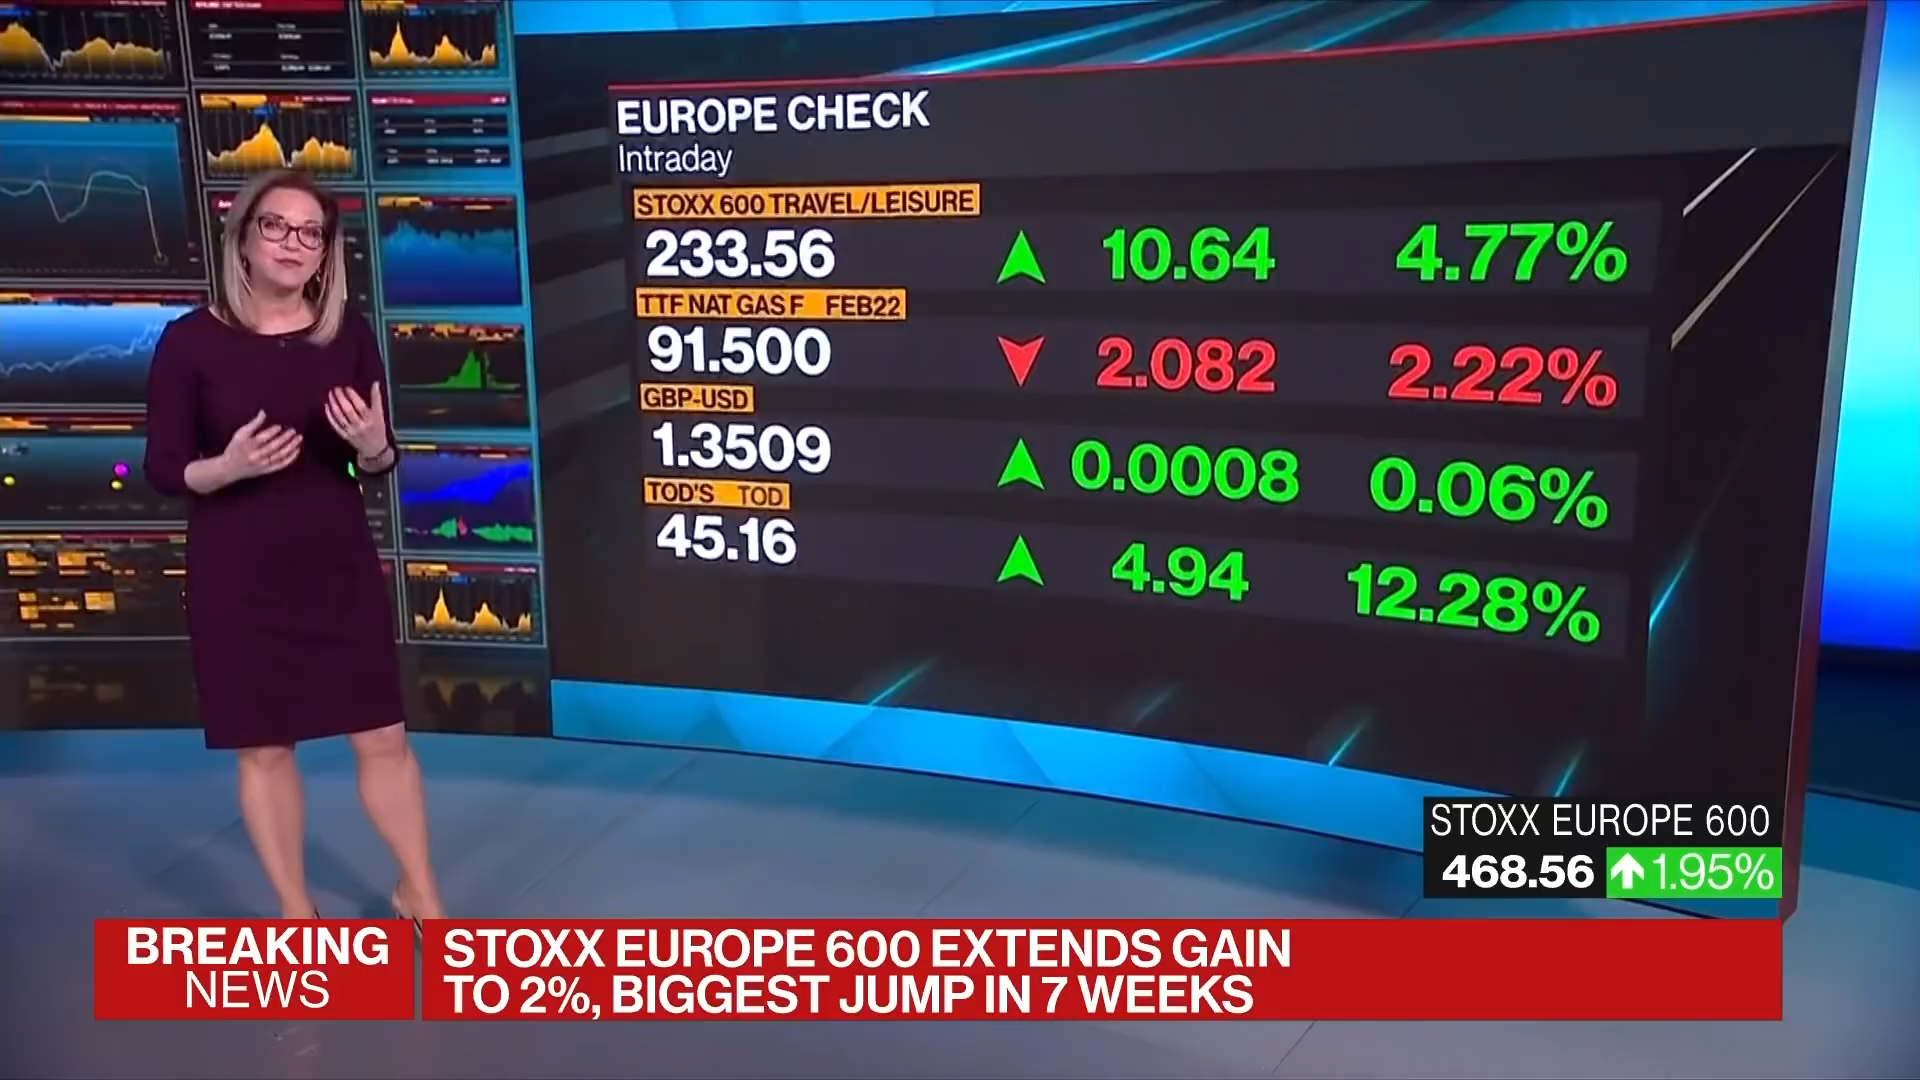 EUROPE CHECK
Intraday
STOXX 600 TRAVEL/LEISURE
233.56 10.64 4.77%
TTF NAT GAS F FEB22
91.500 2.082 2.22%
GBP-USD
1.3509 0.0008 0.06%
TOD'S TOD
45.16 4.94 12.28%
STOXX EUROPE 600
468.56 1.95%
BREAKING
NEWS
STOXX EUROPE 600 EXTENDS GAIN
TO 2%, BIGGEST JUMP IN 7 WEEKS